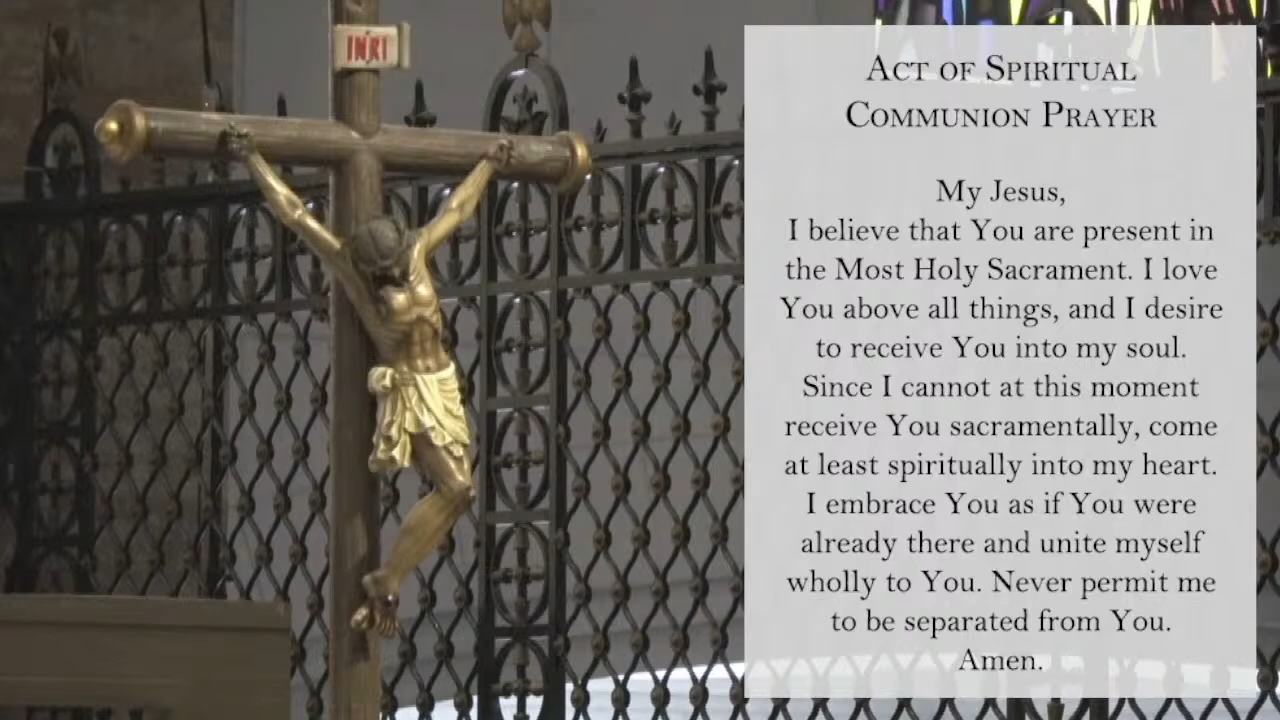 INRI
Act of Spiritual
Communion Prayer
My Jesus,
I believe that You are present in
the Most Holy Sacrament. I love
You above all things, and I desire
to receive You into my soul.
Since I cannot at this moment
receive You sacramentally, come
at least spiritually into my heart.
I embrace You as if You were
already there and unite myself
wholly to You. Never permit me
to be separated from You.
Amen.